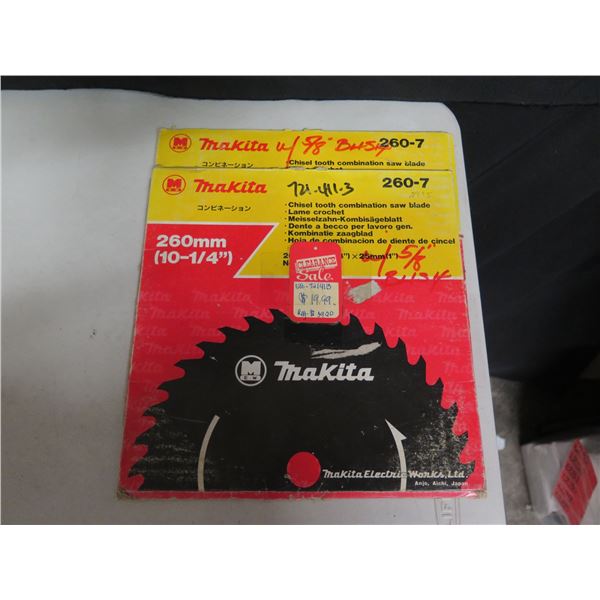 Makita w/ 5/8" 260-7
コンビネーション
· Chisel tooth combination saw blade
M Makita 721-411-3 260-7
コンビネーション
· Chisel tooth combination saw blade
· Lame crochet
· Meisselzahn-Kombisägeblatt
· Dente a becco per lavoro gen.
· Kombinatie zaagblad
· Hoja de combinacion de diente de cincel
260mm
(10-1/4")
×25mm(1")
w/ 5/8"
CLEARANCE
Sale
$ 19.99
M Makita
Makita Electric Works, Ltd.
Anjo, Aichi, Japan